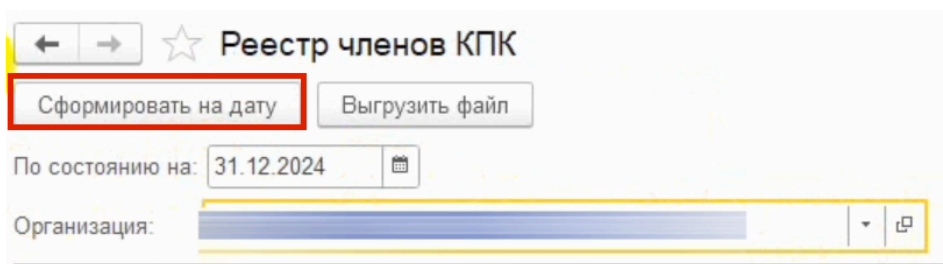 Реестр членов КПК
Сформировать на дату Выгрузить файл
По состоянию на: 31.12.2024
Организация: